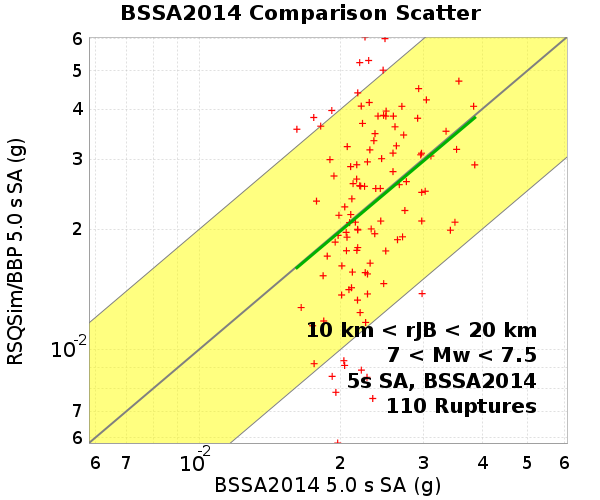 BSSA2014 Comparison Scatter
6
5
4
3
2
10-2
7
6
RSQSim/BBP 5.0 s SA (g)
10 km < rJB < 20 km
7 < Mw < 7.5
5s SA, BSSA2014
110 Ruptures
6 7 10-2 2 3 4 5 6
BSSA2014 5.0 s SA (g)